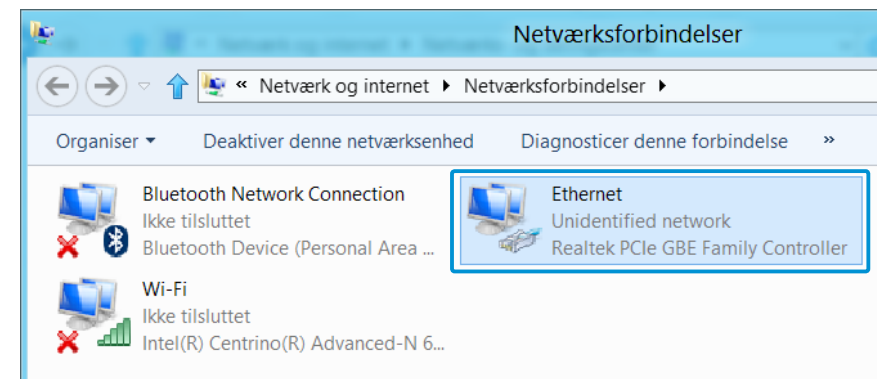 Netværksforbindelser
« Netværk og internet ▸ Netværksforbindelser ▸
Organiser ▾ Deaktiver denne netværksenhed Diagnosticer denne forbindelse »
Bluetooth Network Connection
Ikke tilsluttet
Bluetooth Device (Personal Area ...
Ethernet
Unidentified network
Realtek PCIe GBE Family Controller
Wi-Fi
Ikke tilsluttet
Intel(R) Centrino(R) Advanced-N 6...